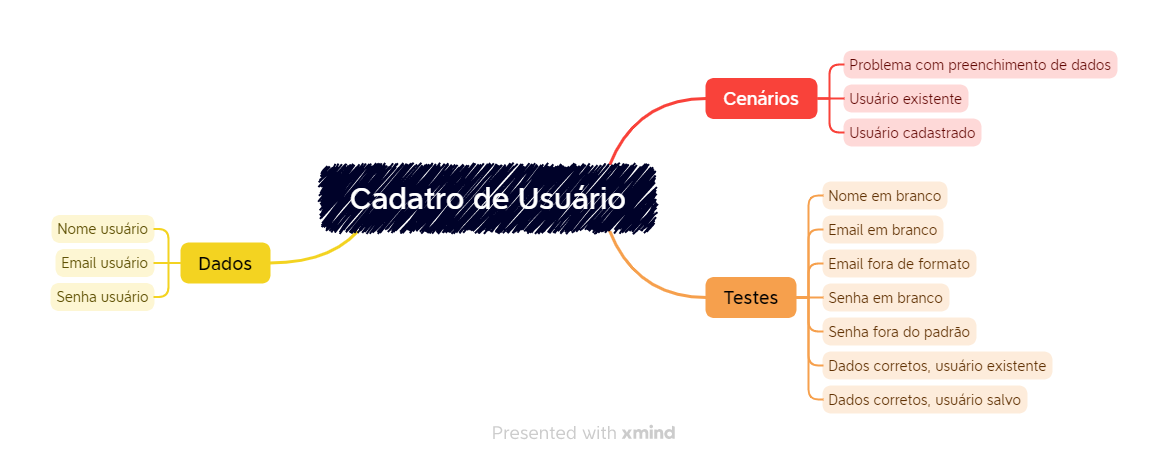 Cadatro de Usuário
Cenários
Problema com preenchimento de dados
Usuário existente
Usuário cadastrado
Testes
Nome em branco
Email em branco
Email fora de formato
Senha em branco
Senha fora do padrão
Dados corretos, usuário existente
Dados corretos, usuário salvo
Dados
Nome usuário
Email usuário
Senha usuário
Presented with xmind